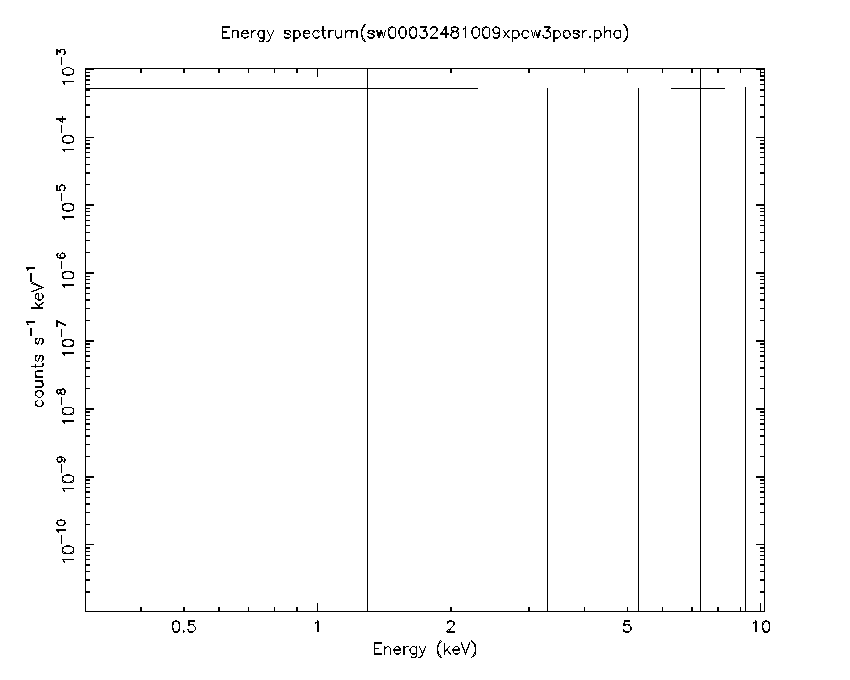 Energy spectrum(sw00032481009xpcw3posr.pha)
10⁻³
10⁻⁴
10⁻⁵
10⁻⁶
10⁻⁷
10⁻⁸
10⁻⁹
10⁻¹⁰
counts s⁻¹ keV⁻¹
0.5 1 2 5 10
Energy (keV)